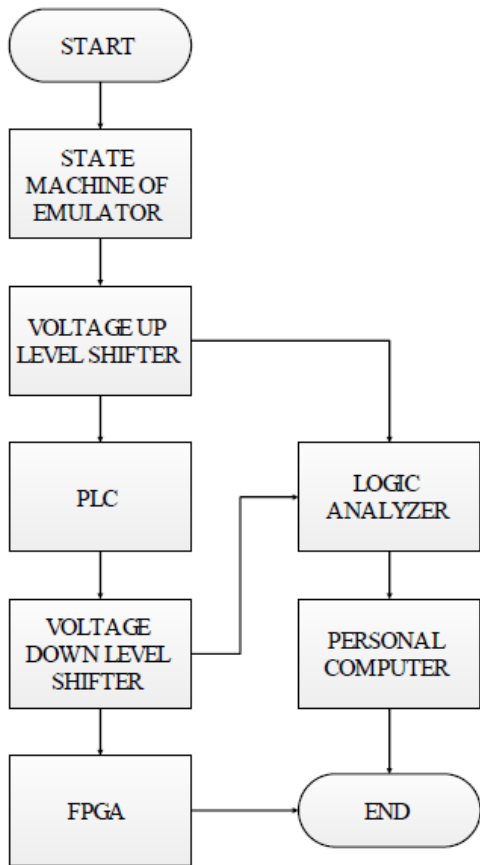 START
STATE
MACHINE OF
EMULATOR
VOLTAGE UP
LEVEL SHIFTER
PLC
LOGIC
ANALYZER
VOLTAGE
DOWN LEVEL
SHIFTER
PERSONAL
COMPUTER
FPGA
END